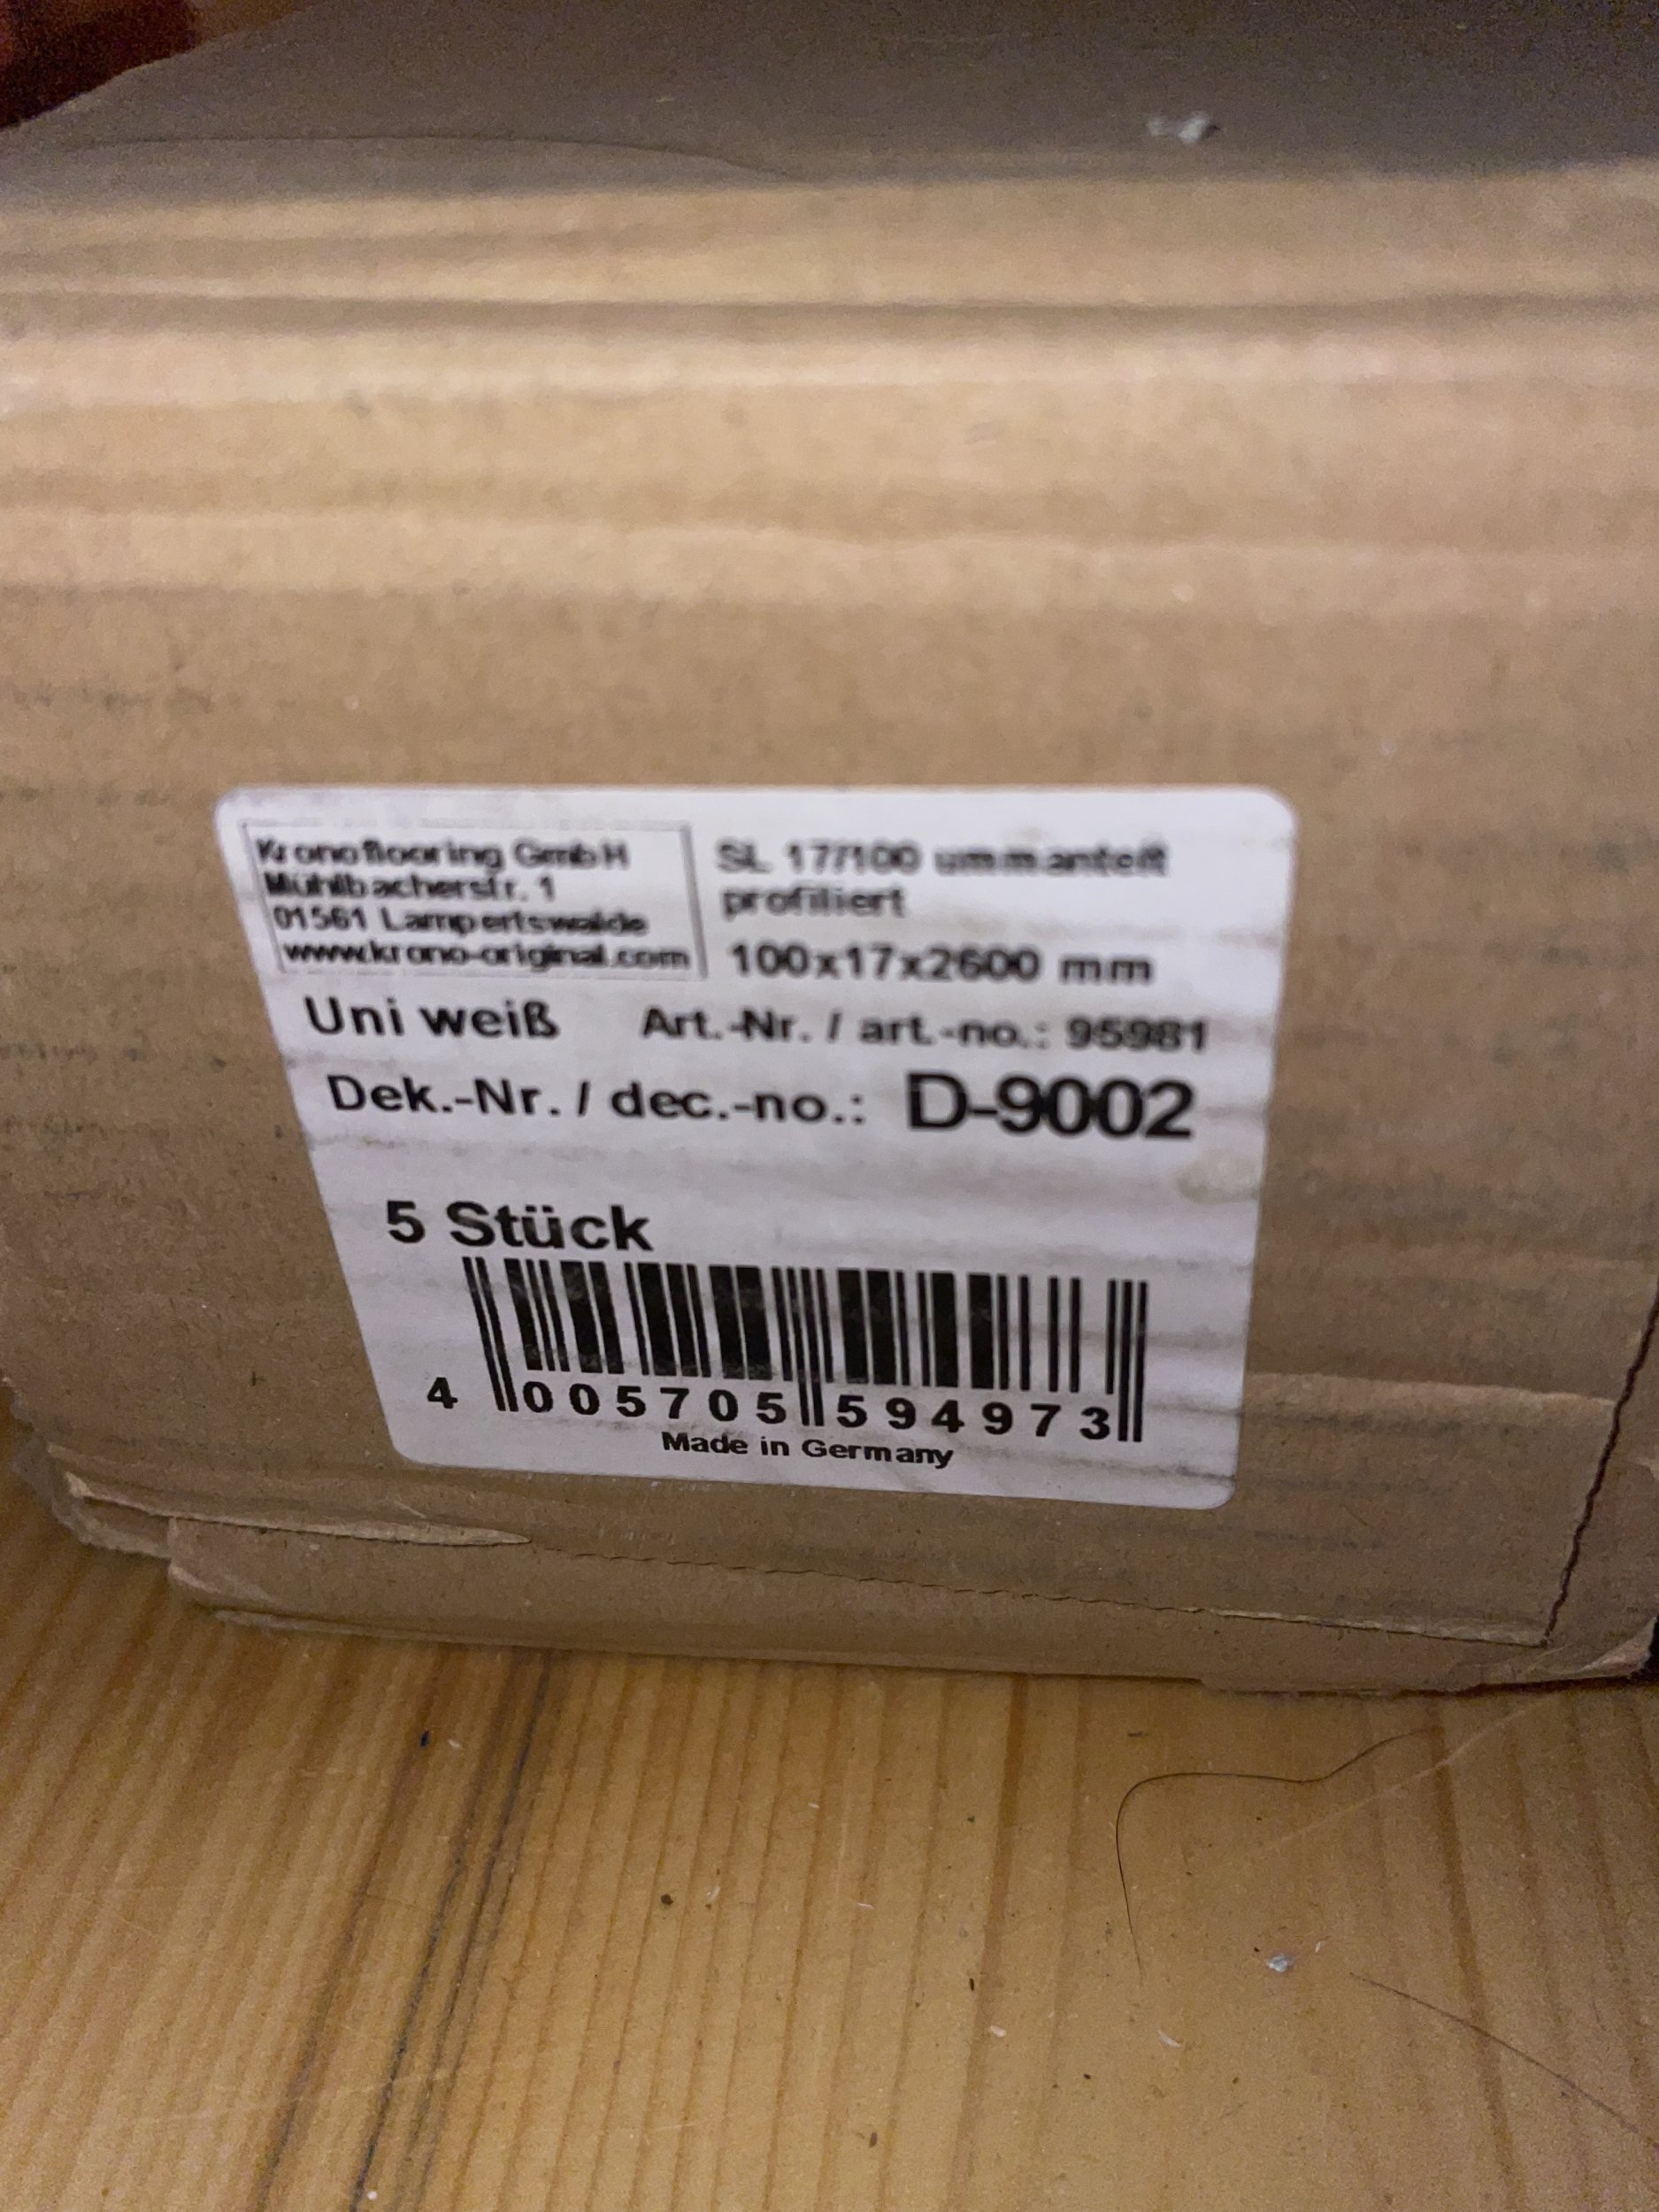 Kronoflooring GmbH
Mühlbacherstr. 1
01561 Lampertswalde
www.krono-original.com
SL 17/100 ummantelt
profiliert
100x17x2600 mm
Uni weiß Art.-Nr. / art.-no.: 95981
Dek.-Nr. / dec.-no.: D-9002
5 Stück
4 005705 594973
Made in Germany